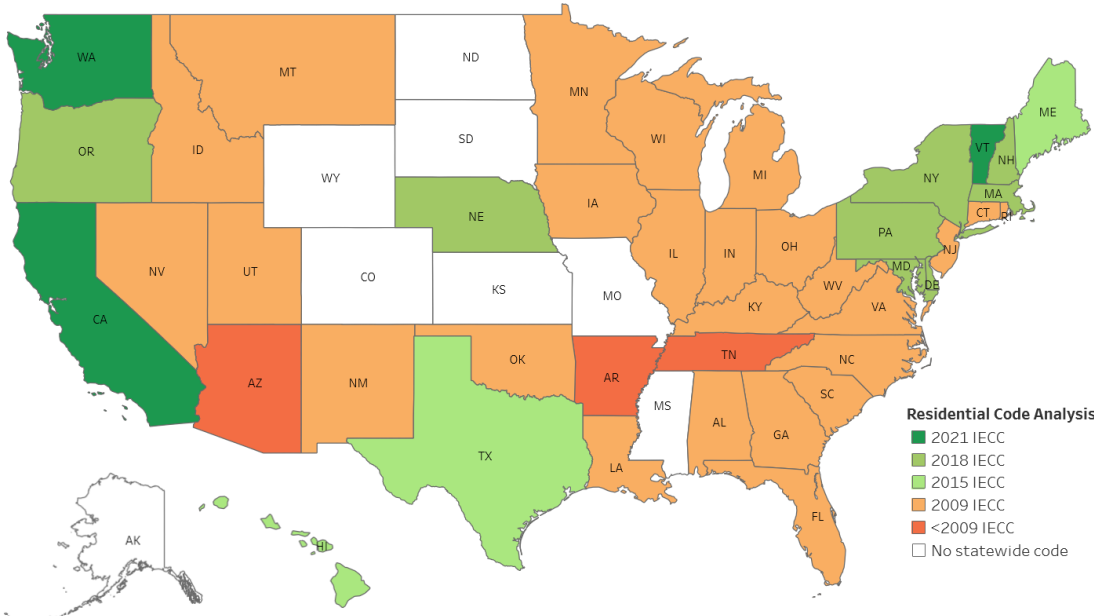 WA
MT
ND
MN
OR
ID
SD
WI
ME
VT
NH
WY
MI
NY
MA
NE
IA
CT
RI
PA
NV
UT
CO
KS
MO
IL
IN
OH
NJ
MD
DE
WV
VA
CA
KY
AZ
NM
OK
AR
TN
NC
MS
AL
GA
SC
TX
LA
FL
AK
HI
Residential Code Analysis
2021 IECC
2018 IECC
2015 IECC
2009 IECC
<2009 IECC
No statewide code